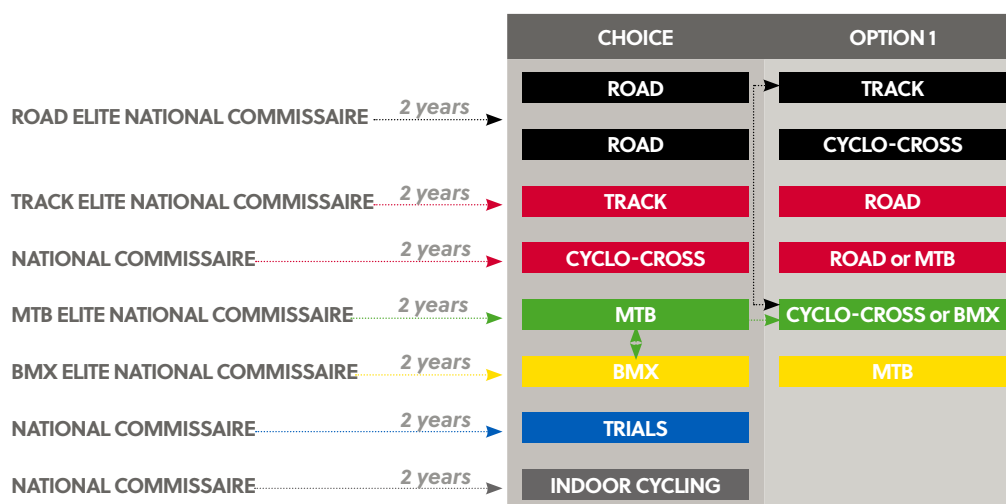 CHOICE OPTION 1
ROAD TRACK
ROAD ELITE NATIONAL COMMISSAIRE 2 years
ROAD CYCLO-CROSS
TRACK ELITE NATIONAL COMMISSAIRE 2 years TRACK ROAD
NATIONAL COMMISSAIRE 2 years CYCLO-CROSS ROAD or MTB
MTB ELITE NATIONAL COMMISSAIRE 2 years MTB CYCLO-CROSS or BMX
BMX ELITE NATIONAL COMMISSAIRE 2 years BMX MTB
NATIONAL COMMISSAIRE 2 years TRIALS
NATIONAL COMMISSAIRE 2 years INDOOR CYCLING